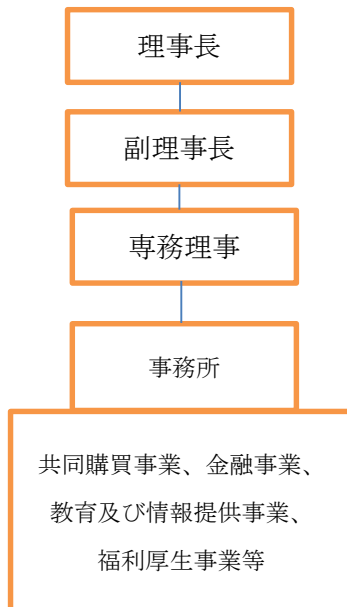 理事長
副理事長
専務理事
事務所
共同購買事業、金融事業、
教育及び情報提供事業、
福利厚生事業等